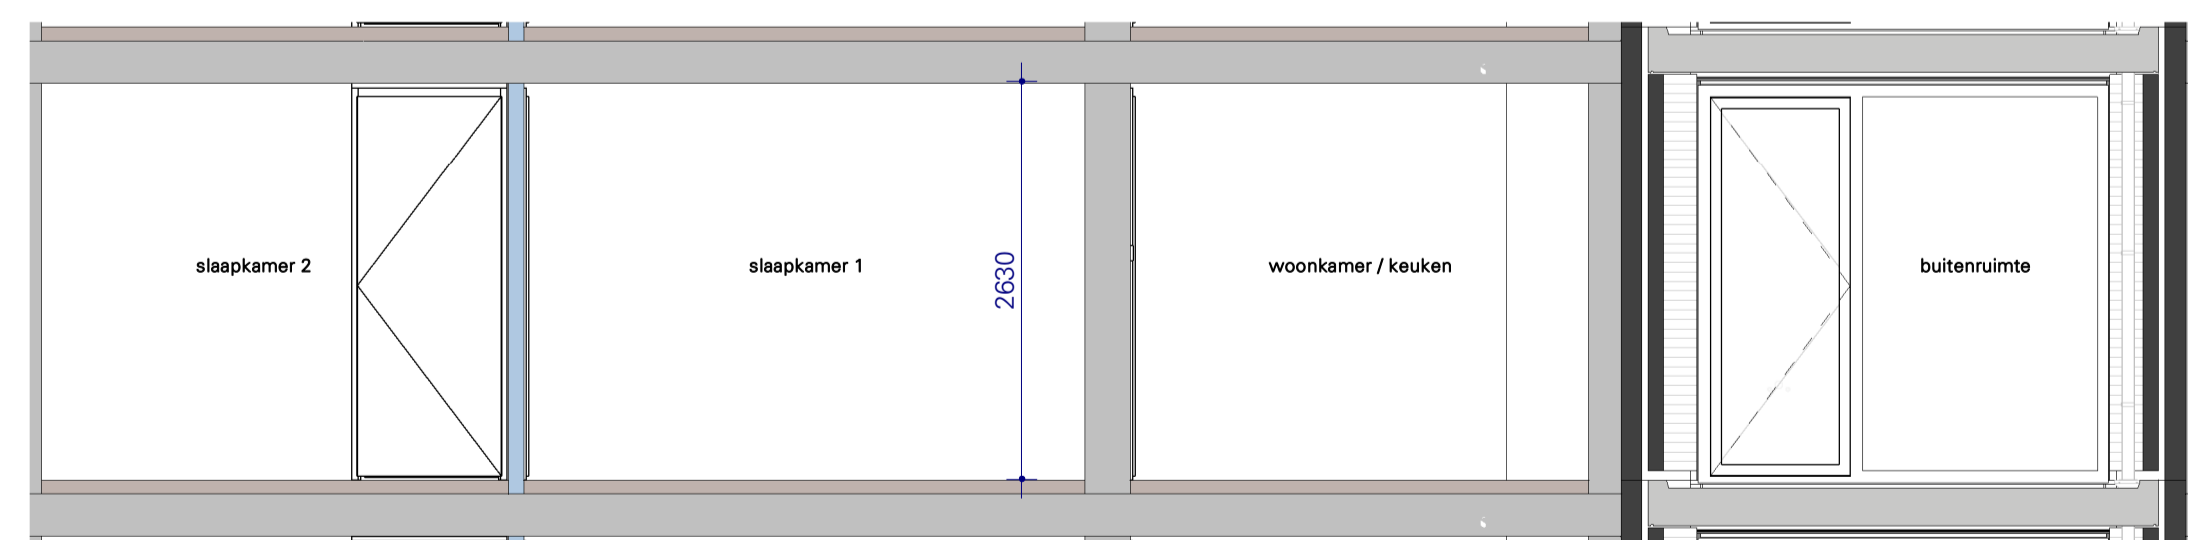 slaapkamer 2
slaapkamer 1
2630
woonkamer / keuken
buitenruimte